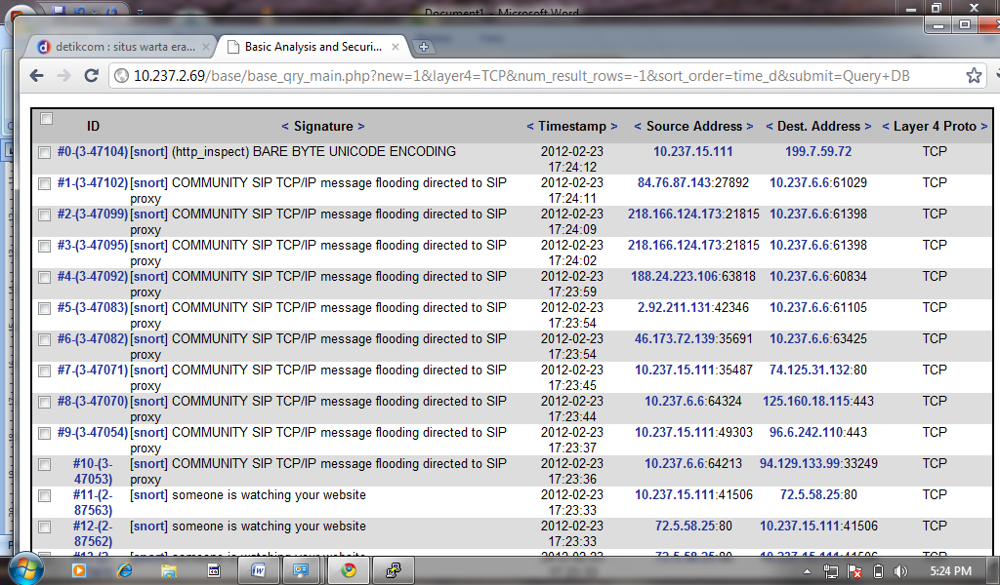 Document1 - Microsoft Word
detikcom : situs warta era...
Basic Analysis and Securi...
10.237.2.69/base/base_qry_main.php?new=1&layer4=TCP&num_result_rows=-1&sort_order=time_d&submit=Query+DB
ID < Signature > < Timestamp > < Source Address > < Dest. Address > < Layer 4 Proto >
#0-(3-47104) [snort] (http_inspect) BARE BYTE UNICODE ENCODING 2012-02-23 10.237.15.111 199.7.59.72 TCP
17:24:12
#1-(3-47102) [snort] COMMUNITY SIP TCP/IP message flooding directed to SIP 2012-02-23 84.76.87.143:27892 10.237.6.6:61029 TCP
proxy 17:24:11
#2-(3-47099) [snort] COMMUNITY SIP TCP/IP message flooding directed to SIP 2012-02-23 218.166.124.173:21815 10.237.6.6:61398 TCP
proxy 17:24:09
#3-(3-47095) [snort] COMMUNITY SIP TCP/IP message flooding directed to SIP 2012-02-23 218.166.124.173:21815 10.237.6.6:61398 TCP
proxy 17:24:02
#4-(3-47092) [snort] COMMUNITY SIP TCP/IP message flooding directed to SIP 2012-02-23 188.24.223.106:63818 10.237.6.6:60834 TCP
proxy 17:23:59
#5-(3-47083) [snort] COMMUNITY SIP TCP/IP message flooding directed to SIP 2012-02-23 2.92.211.131:42346 10.237.6.6:61105 TCP
proxy 17:23:54
#6-(3-47082) [snort] COMMUNITY SIP TCP/IP message flooding directed to SIP 2012-02-23 46.173.72.139:35691 10.237.6.6:63425 TCP
proxy 17:23:54
#7-(3-47071) [snort] COMMUNITY SIP TCP/IP message flooding directed to SIP 2012-02-23 10.237.15.111:35487 74.125.31.132:80 TCP
proxy 17:23:45
#8-(3-47070) [snort] COMMUNITY SIP TCP/IP message flooding directed to SIP 2012-02-23 10.237.6.6:64324 125.160.18.115:443 TCP
proxy 17:23:44
#9-(3-47054) [snort] COMMUNITY SIP TCP/IP message flooding directed to SIP 2012-02-23 10.237.15.111:49303 96.6.242.110:443 TCP
proxy 17:23:37
#10-(3- [snort] COMMUNITY SIP TCP/IP message flooding directed to SIP 2012-02-23 10.237.6.6:64213 94.129.133.99:33249 TCP
47053) proxy 17:23:36
#11-(2- [snort] someone is watching your website 2012-02-23 10.237.15.111:41506 72.5.58.25:80 TCP
87563) 17:23:33
#12-(2- [snort] someone is watching your website 2012-02-23 72.5.58.25:80 10.237.15.111:41506 TCP
87562) 17:23:33
5:24 PM